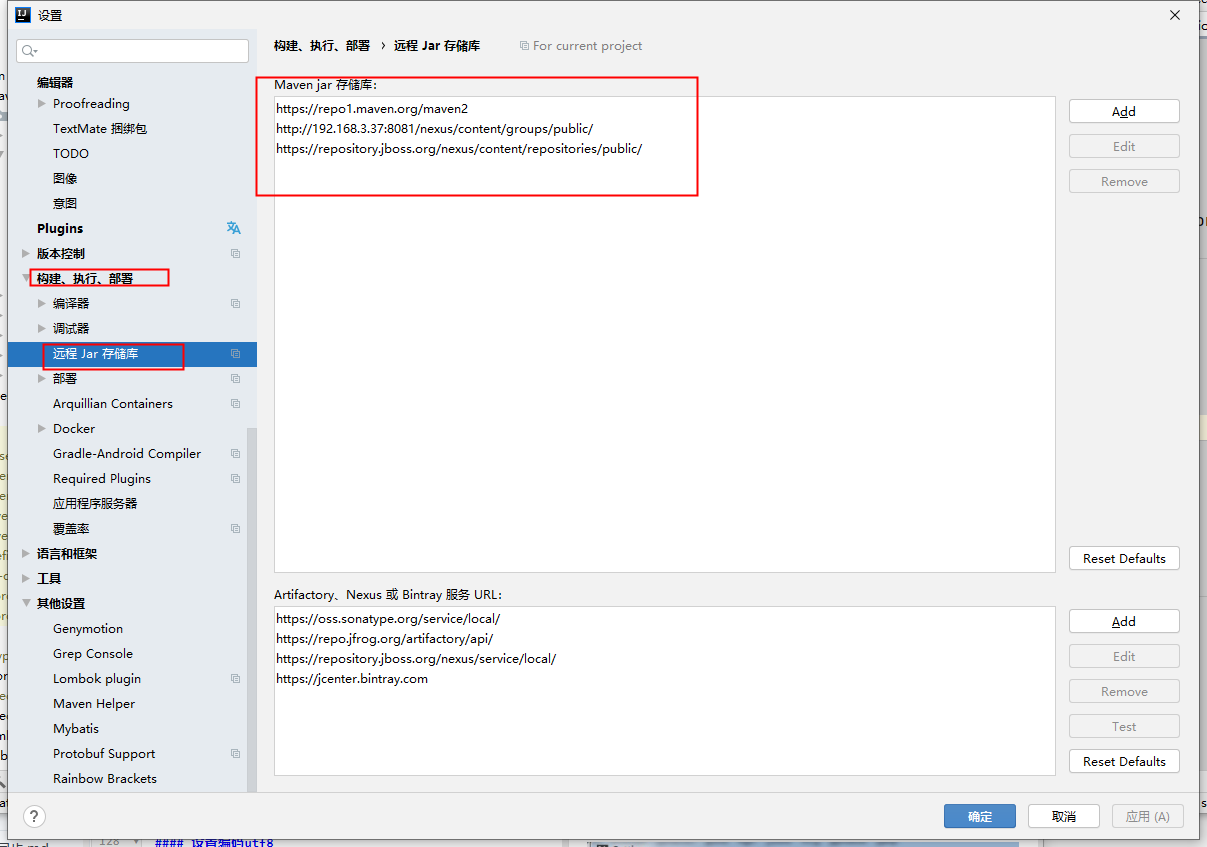 设置
构建、执行、部署 › 远程 Jar 存储库
For current project
编辑器
Proofreading
TextMate 捆绑包
TODO
图像
意图
Plugins
版本控制
构建、执行、部署
编译器
调试器
远程 Jar 存储库
部署
Arquillian Containers
Docker
Gradle-Android Compiler
Required Plugins
应用程序服务器
覆盖率
语言和框架
工具
其他设置
Genymotion
Grep Console
Lombok plugin
Maven Helper
Mybatis
Protobuf Support
Rainbow Brackets
Maven jar 存储库:
https://repo1.maven.org/maven2
http://192.168.3.37:8081/nexus/content/groups/public/
https://repository.jboss.org/nexus/content/repositories/public/
Add
Edit
Remove
Reset Defaults
Artifactory、Nexus 或 Bintray 服务 URL:
https://oss.sonatype.org/service/local/
https://repo.jfrog.org/artifactory/api/
https://repository.jboss.org/nexus/service/local/
https://jcenter.bintray.com
Add
Edit
Remove
Test
Reset Defaults
?
确定
取消
应用 (A)
128
#### 设置编码utf8